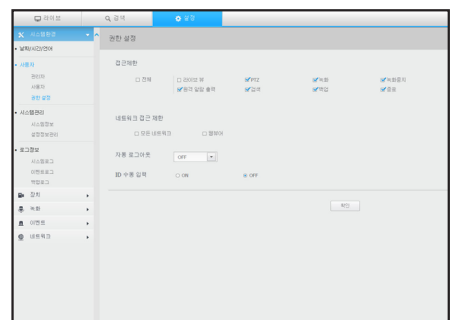 라이브 검색 설정
시스템환경
권한 설정
날짜/시간/언어
사용자
관리자
사용자
권한 설정
시스템관리
시스템정보
설정정보관리
로그정보
시스템로그
이벤트로그
백업로그
장치
녹화
이벤트
네트워크
접근제한
전체 라이브 뷰 PTZ 녹화 녹화중지
원격 알람 출력 검색 백업 종료
네트워크 접근 제한
모든 네트워크 웹뷰어
자동 로그아웃 OFF
ID 수동 입력 ON OFF
확인